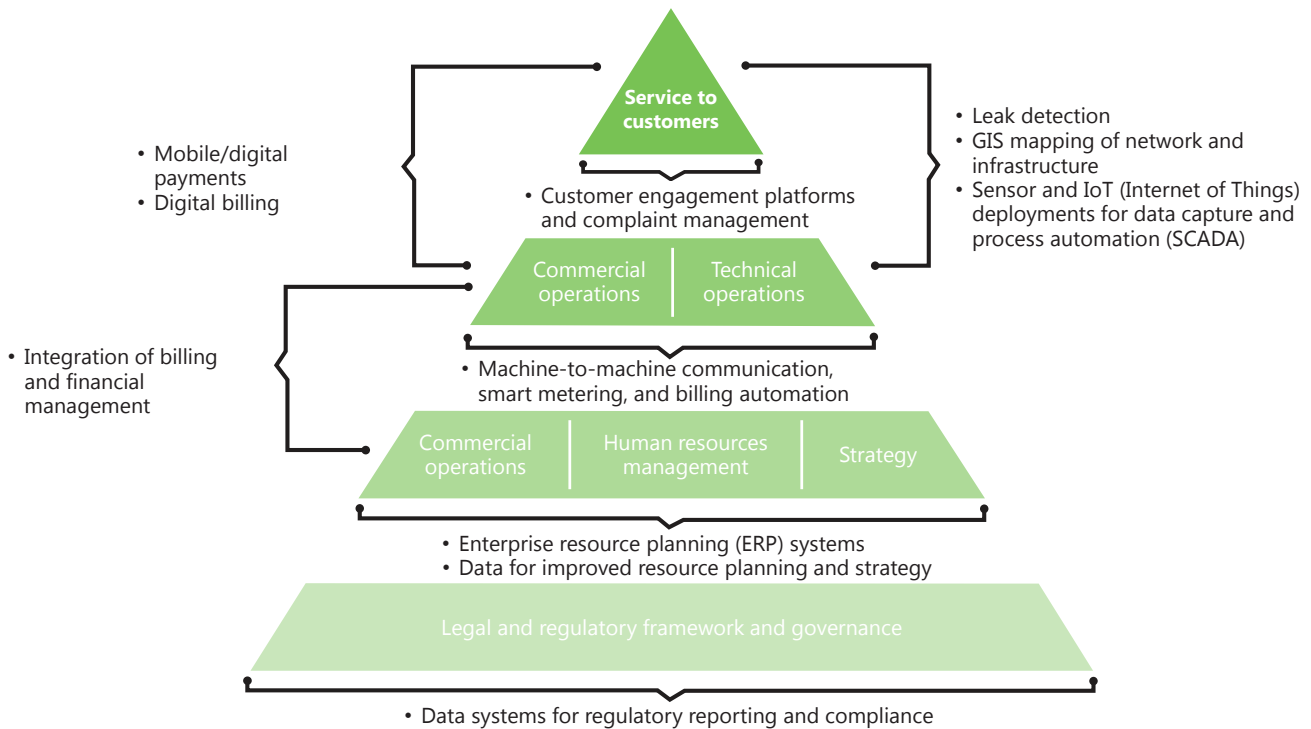 Service to
customers
• Mobile/digital
payments
• Digital billing
• Leak detection
• GIS mapping of network and
infrastructure
• Sensor and IoT (Internet of Things)
deployments for data capture and
process automation (SCADA)
• Customer engagement platforms
and complaint management
Commercial
operations
Technical
operations
• Integration of billing
and financial
management
• Machine-to-machine communication,
smart metering, and billing automation
Commercial
operations
Human resources
management
Strategy
• Enterprise resource planning (ERP) systems
• Data for improved resource planning and strategy
Legal and regulatory framework and governance
• Data systems for regulatory reporting and compliance